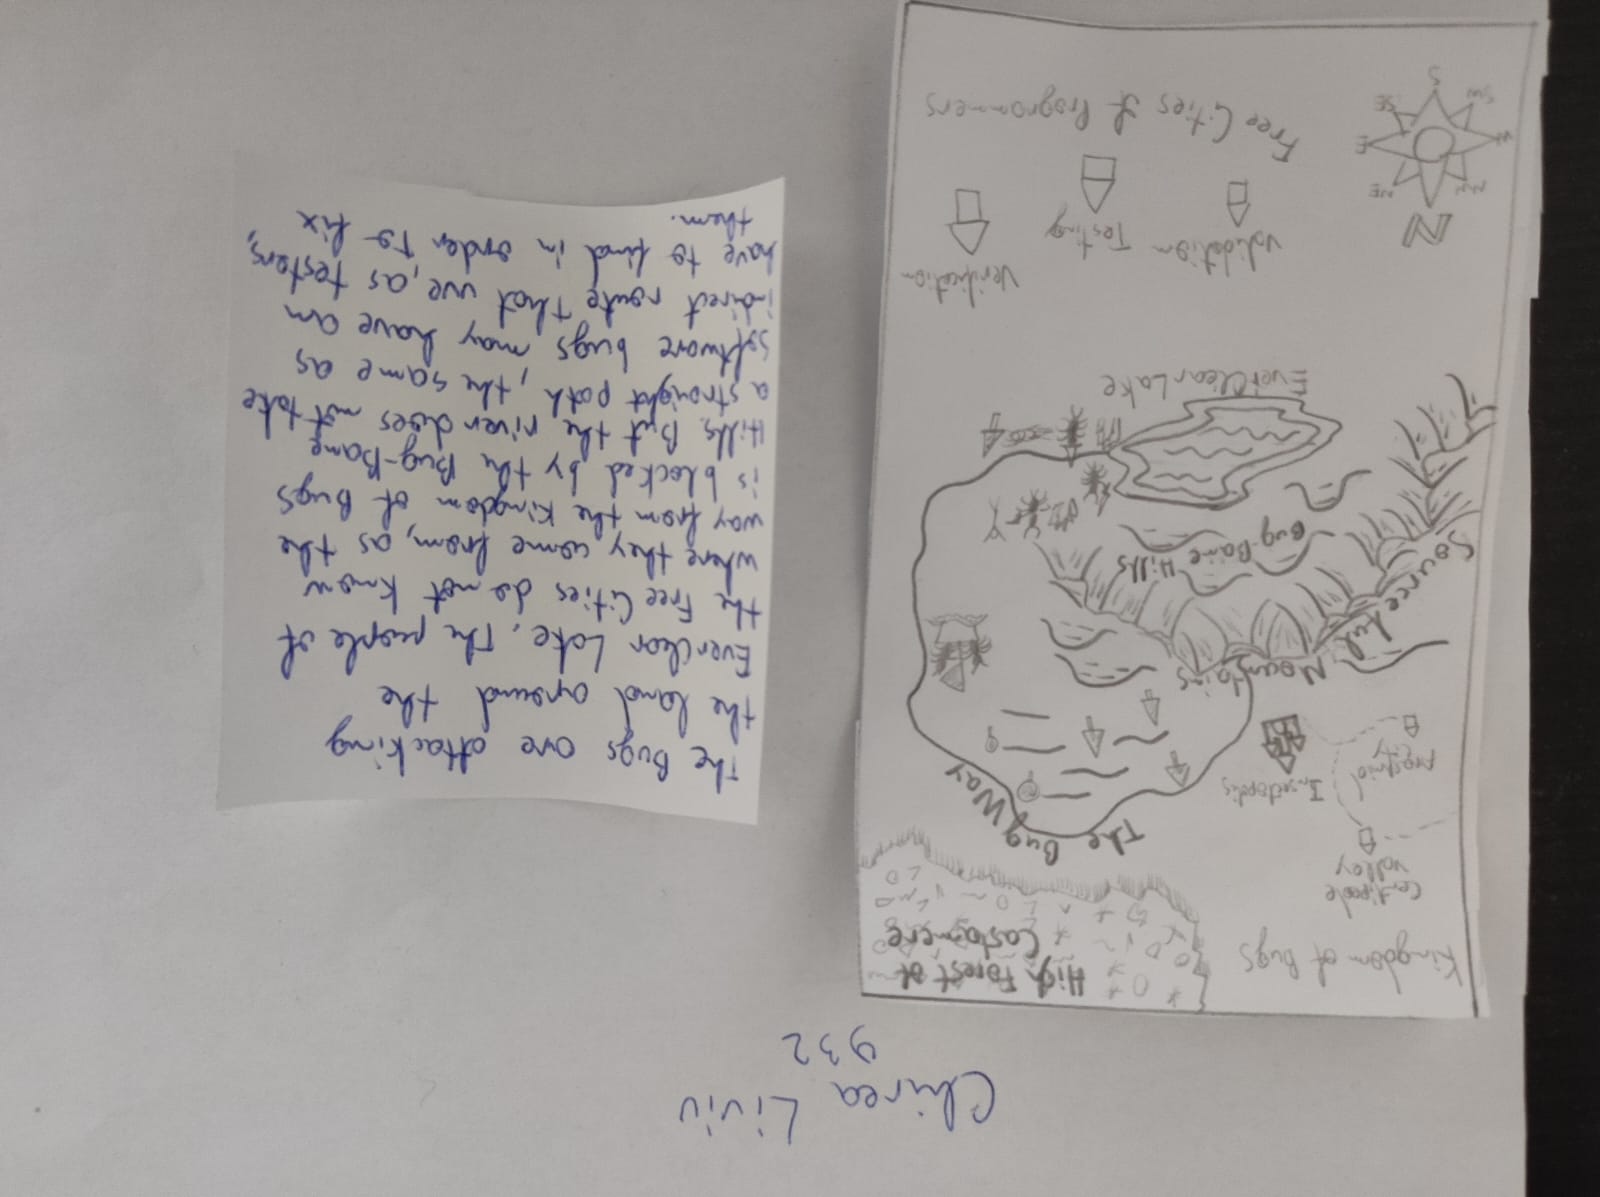 Chirea Liviu
932
Kingdom of Bugs
High Forest of
Castamere
Centipede
valley
The Bug Way
Insectopolis
Arachnid
city
Sourceful Mountains
Bug-Bane Hills
EverClear Lake
Validation
Testing
Verification
Free Cities of Programmers
N
NW
NE
W
E
SW
SE
S
The Bugs are attacking
the land around the
EverClear Lake. The people of
the Free Cities do not know
where they come from, as the
way from the Kingdom of Bugs
is blocked by the Bug-Bane
Hills. But the river does not take
a straight path, the same as
software bugs may have an
indirect route that we, as testers,
have to find in order to fix
them.